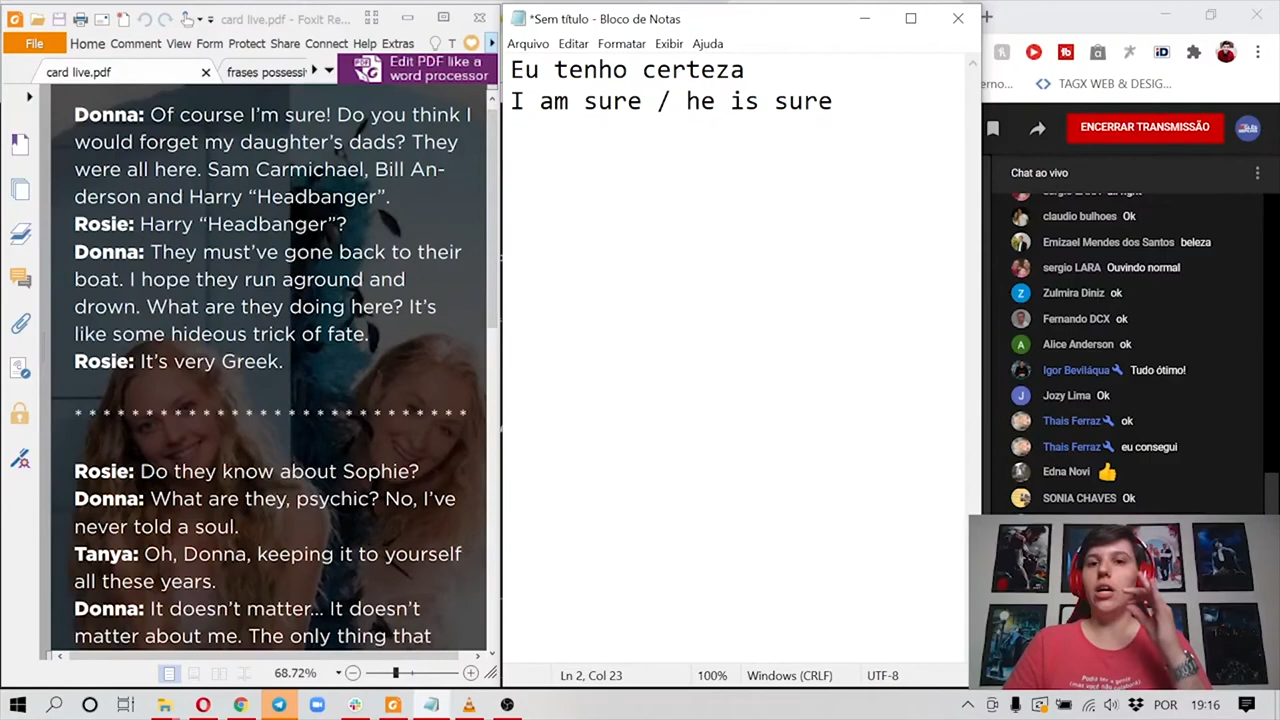 card live.pdf - Foxit Re...
File
Home
Comment
View
Form
Protect
Share
Connect
Help
Extras
card live.pdf
frases possessi
Edit PDF like a
word processor
Donna: Of course I'm sure! Do you think I
would forget my daughter's dads? They
were all here. Sam Carmichael, Bill An-
derson and Harry “Headbanger”.
Rosie: Harry “Headbanger”?
Donna: They must've gone back to their
boat. I hope they run aground and
drown. What are they doing here? It's
like some hideous trick of fate.
Rosie: It's very Greek.
* * * * * * * * * * * * * * * * * * * * * * * * * * * *
Rosie: Do they know about Sophie?
Donna: What are they, psychic? No, I've
never told a soul.
Tanya: Oh, Donna, keeping it to yourself
all these years.
Donna: It doesn't matter... It doesn't
matter about me. The only thing that
68.72%
*Sem título - Bloco de Notas
Arquivo
Editar
Formatar
Exibir
Ajuda
Eu tenho certeza
I am sure / he is sure
Ln 2, Col 23
100%
Windows (CRLF)
UTF-8
erno...
TAGX WEB & DESIG...
ENCERRAR TRANSMISSÃO
Chat ao vivo
claudio bulhoes Ok
Emizael Mendes dos Santos beleza
sergio LARA Ouvindo normal
Zulmira Diniz ok
Fernando DCX ok
Alice Anderson ok
Igor Beviláqua Tudo ótimo!
Jozy Lima Ok
Thais Ferraz ok
Thais Ferraz eu consegui
Edna Novi
SONIA CHAVES Ok
POR
19:16